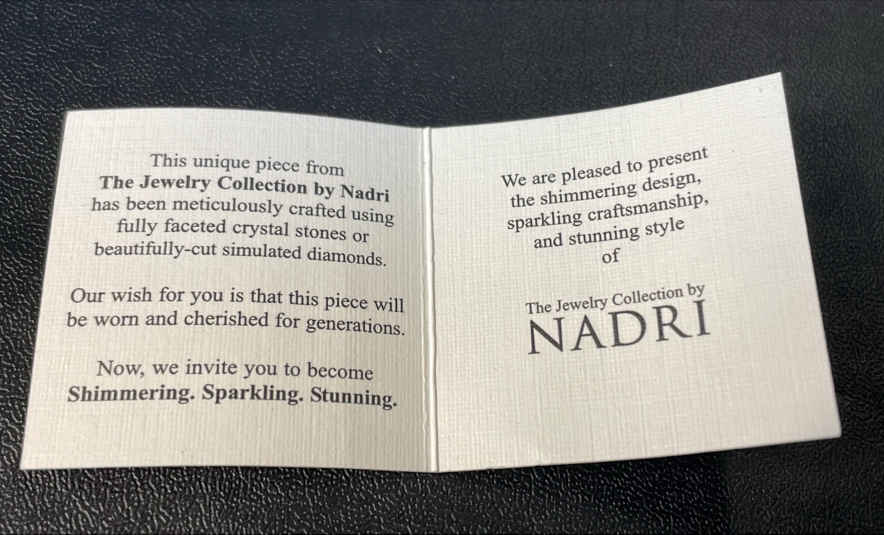 This unique piece from
The Jewelry Collection by Nadri
has been meticulously crafted using
fully faceted crystal stones or
beautifully-cut simulated diamonds.
Our wish for you is that this piece will
be worn and cherished for generations.
Now, we invite you to become
Shimmering. Sparkling. Stunning.
We are pleased to present
the shimmering design,
sparkling craftsmanship,
and stunning style
of
The Jewelry Collection by
NADRI